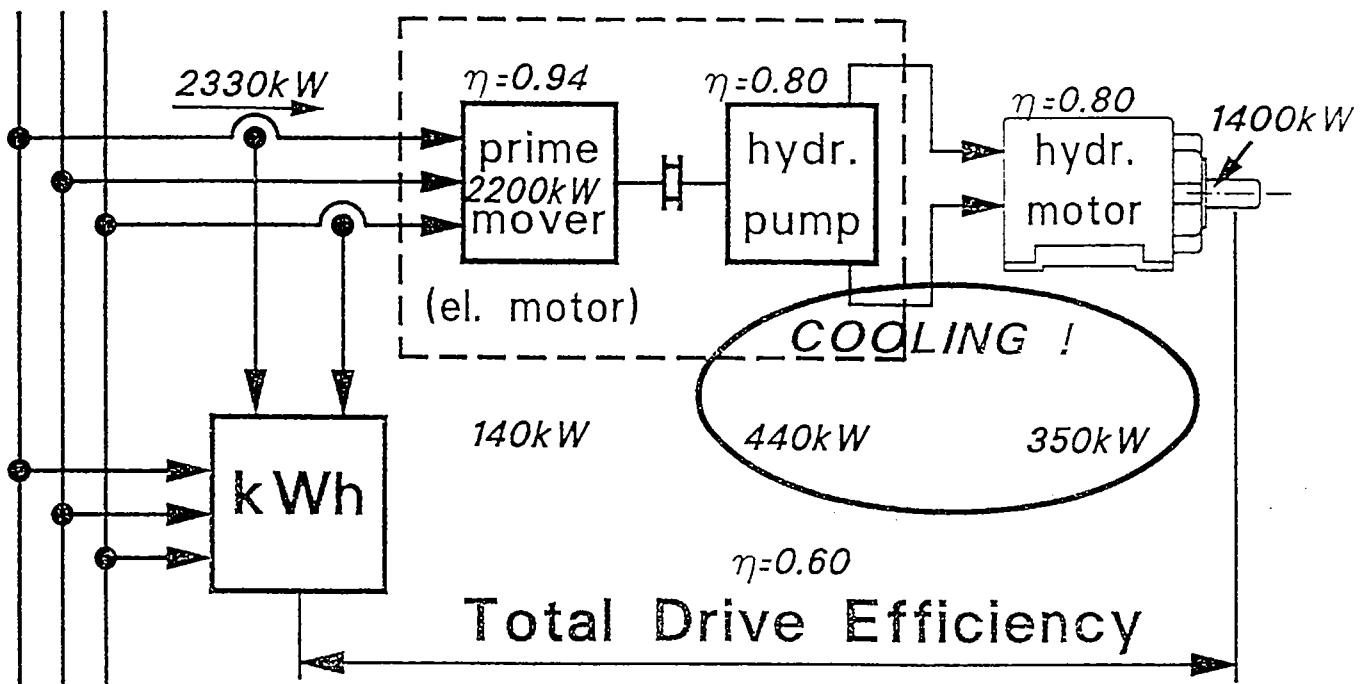 2330kW
η=0.94
η=0.80
η=0.80
1400kW
prime
2200kW
mover
hydr.
pump
hydr.
motor
(el. motor)
COOLING !
140kW
440kW
350kW
kWh
η=0.60
Total Drive Efficiency